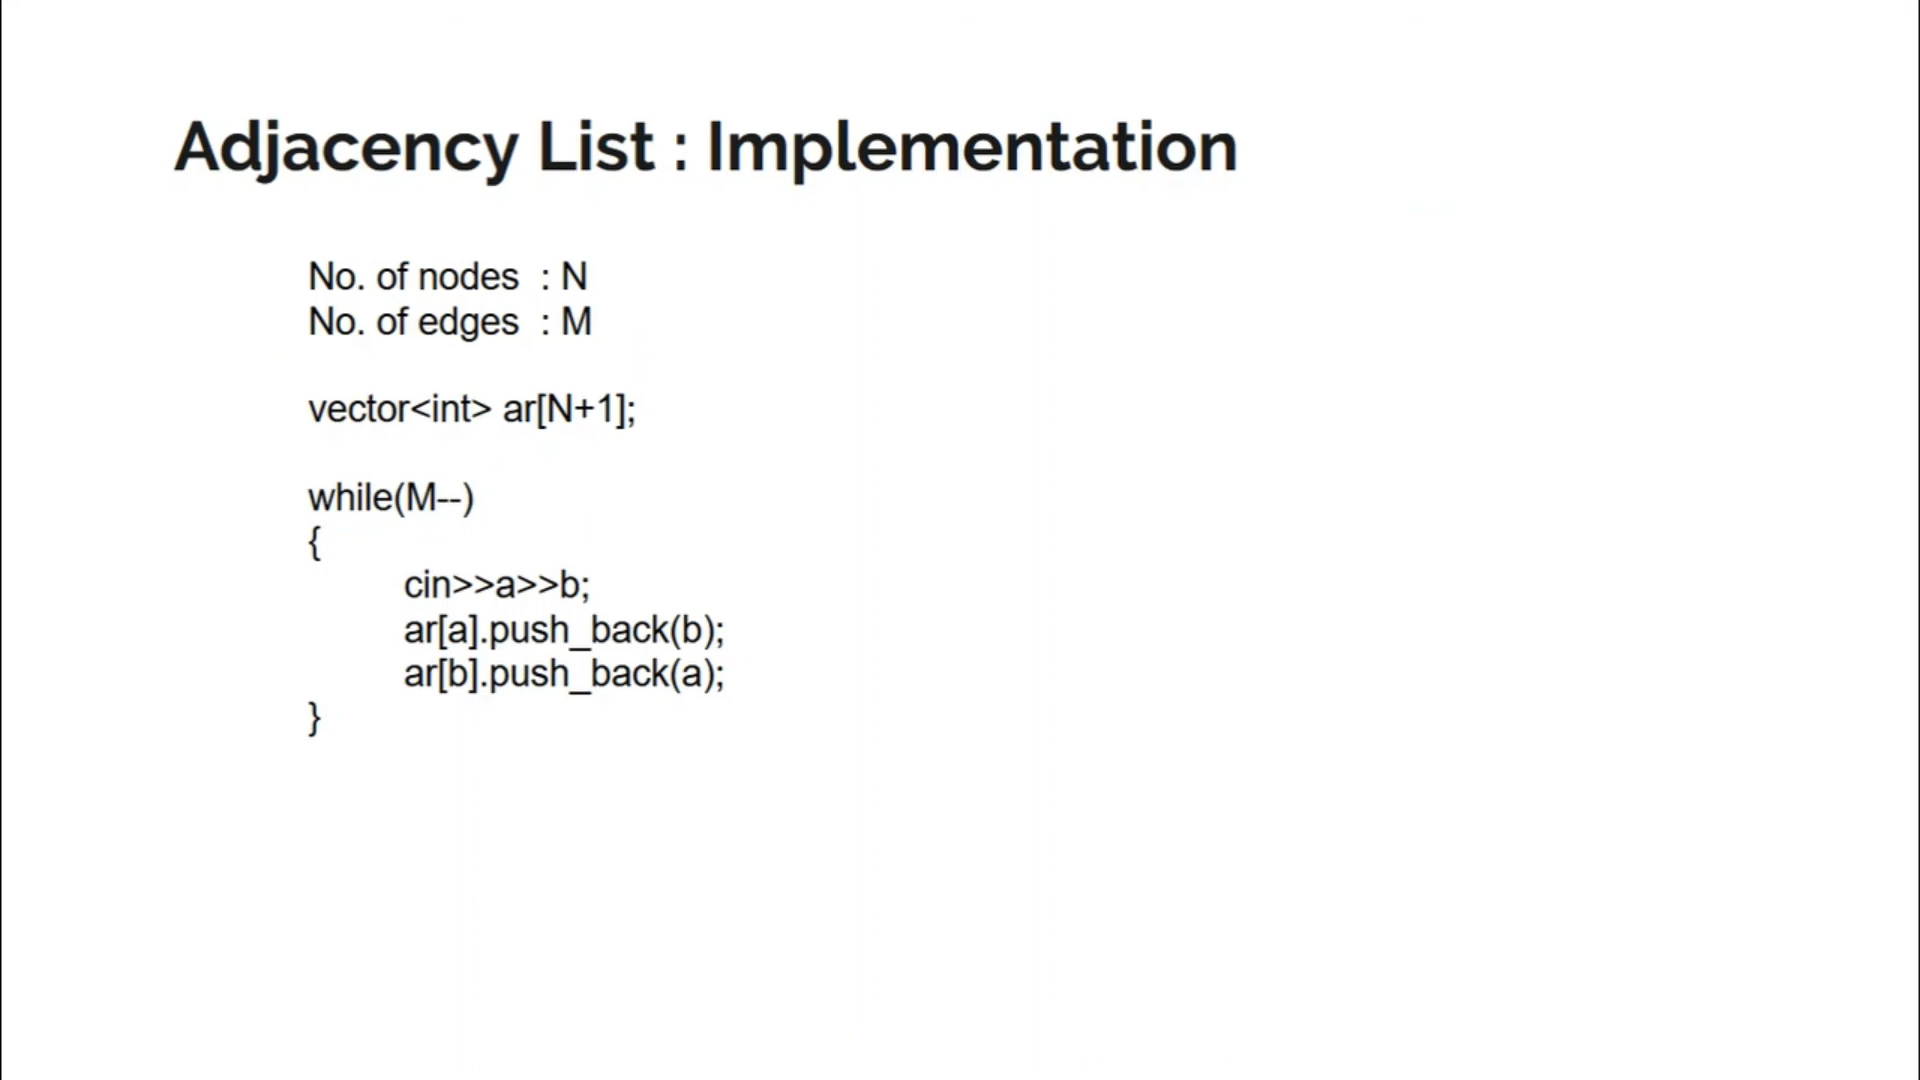 Adjacency List : Implementation
No. of nodes : N
No. of edges : M
vector<int> ar[N+1];
while(M--)
{
cin>>a>>b;
ar[a].push_back(b);
ar[b].push_back(a);
}